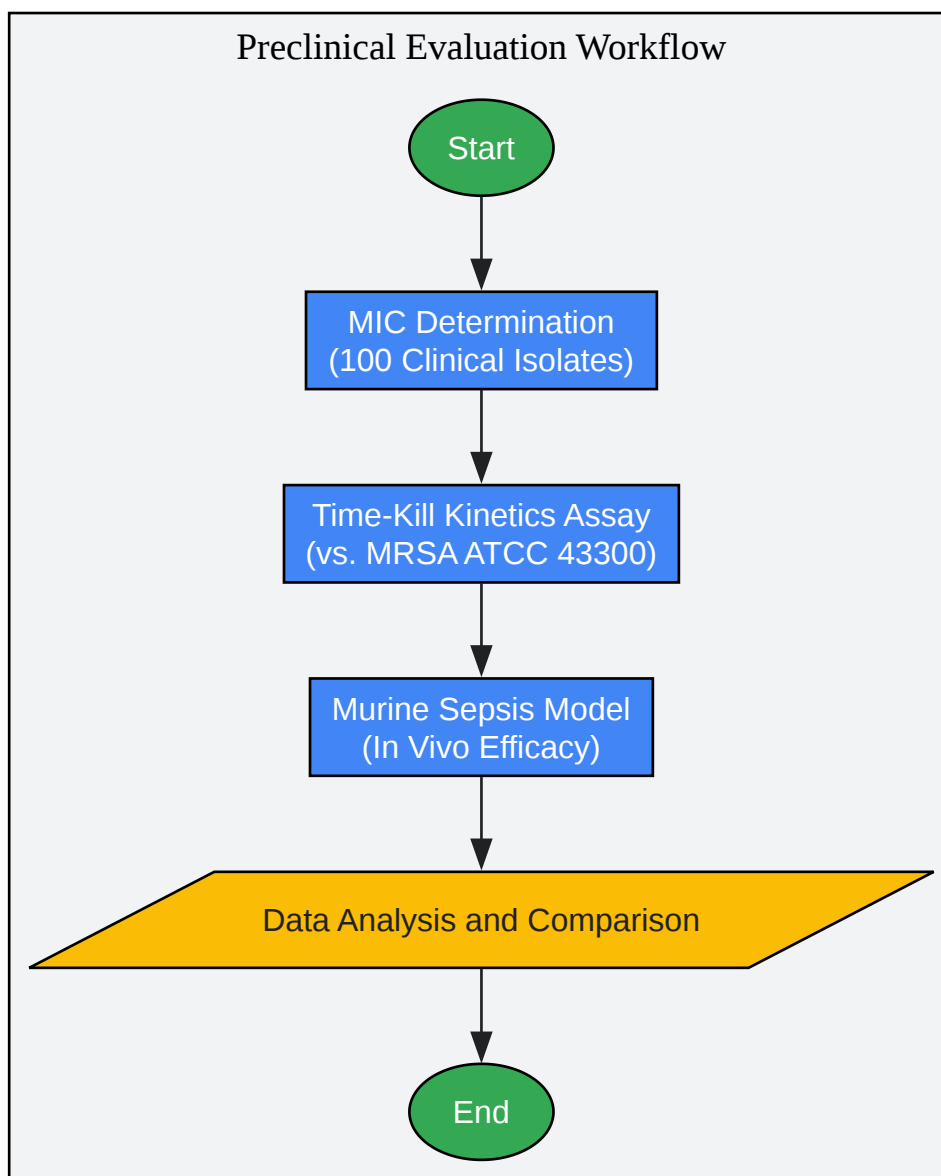 Preclinical Evaluation Workflow
Start
MIC Determination
(100 Clinical Isolates)
Time-Kill Kinetics Assay
(vs. MRSA ATCC 43300)
Murine Sepsis Model
(In Vivo Efficacy)
Data Analysis and Comparison
End